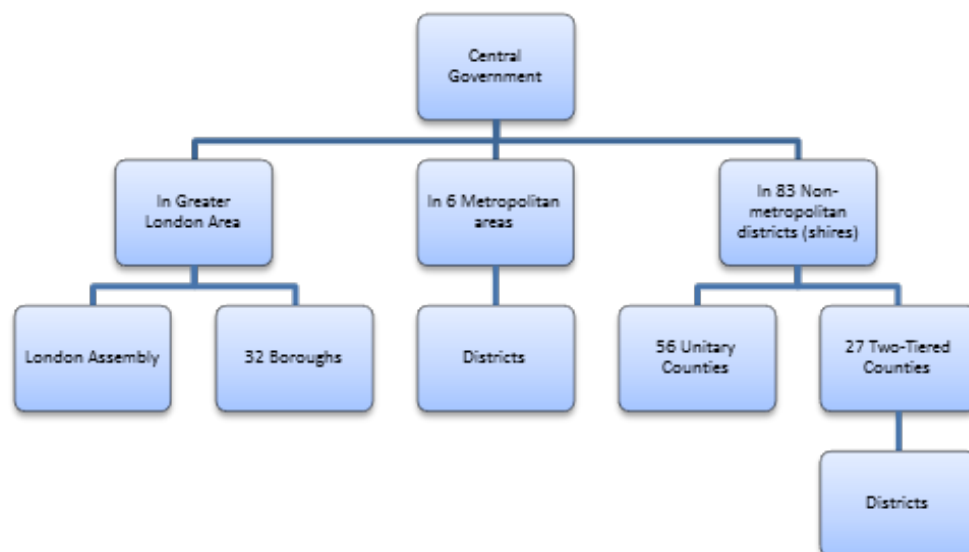 Central
Government
In Greater
London Area
In 6 Metropolitan
areas
In 83 Non-
metropolitan
districts (shires)
London Assembly
32 Boroughs
Districts
56 Unitary
Counties
27 Two-Tiered
Counties
Districts